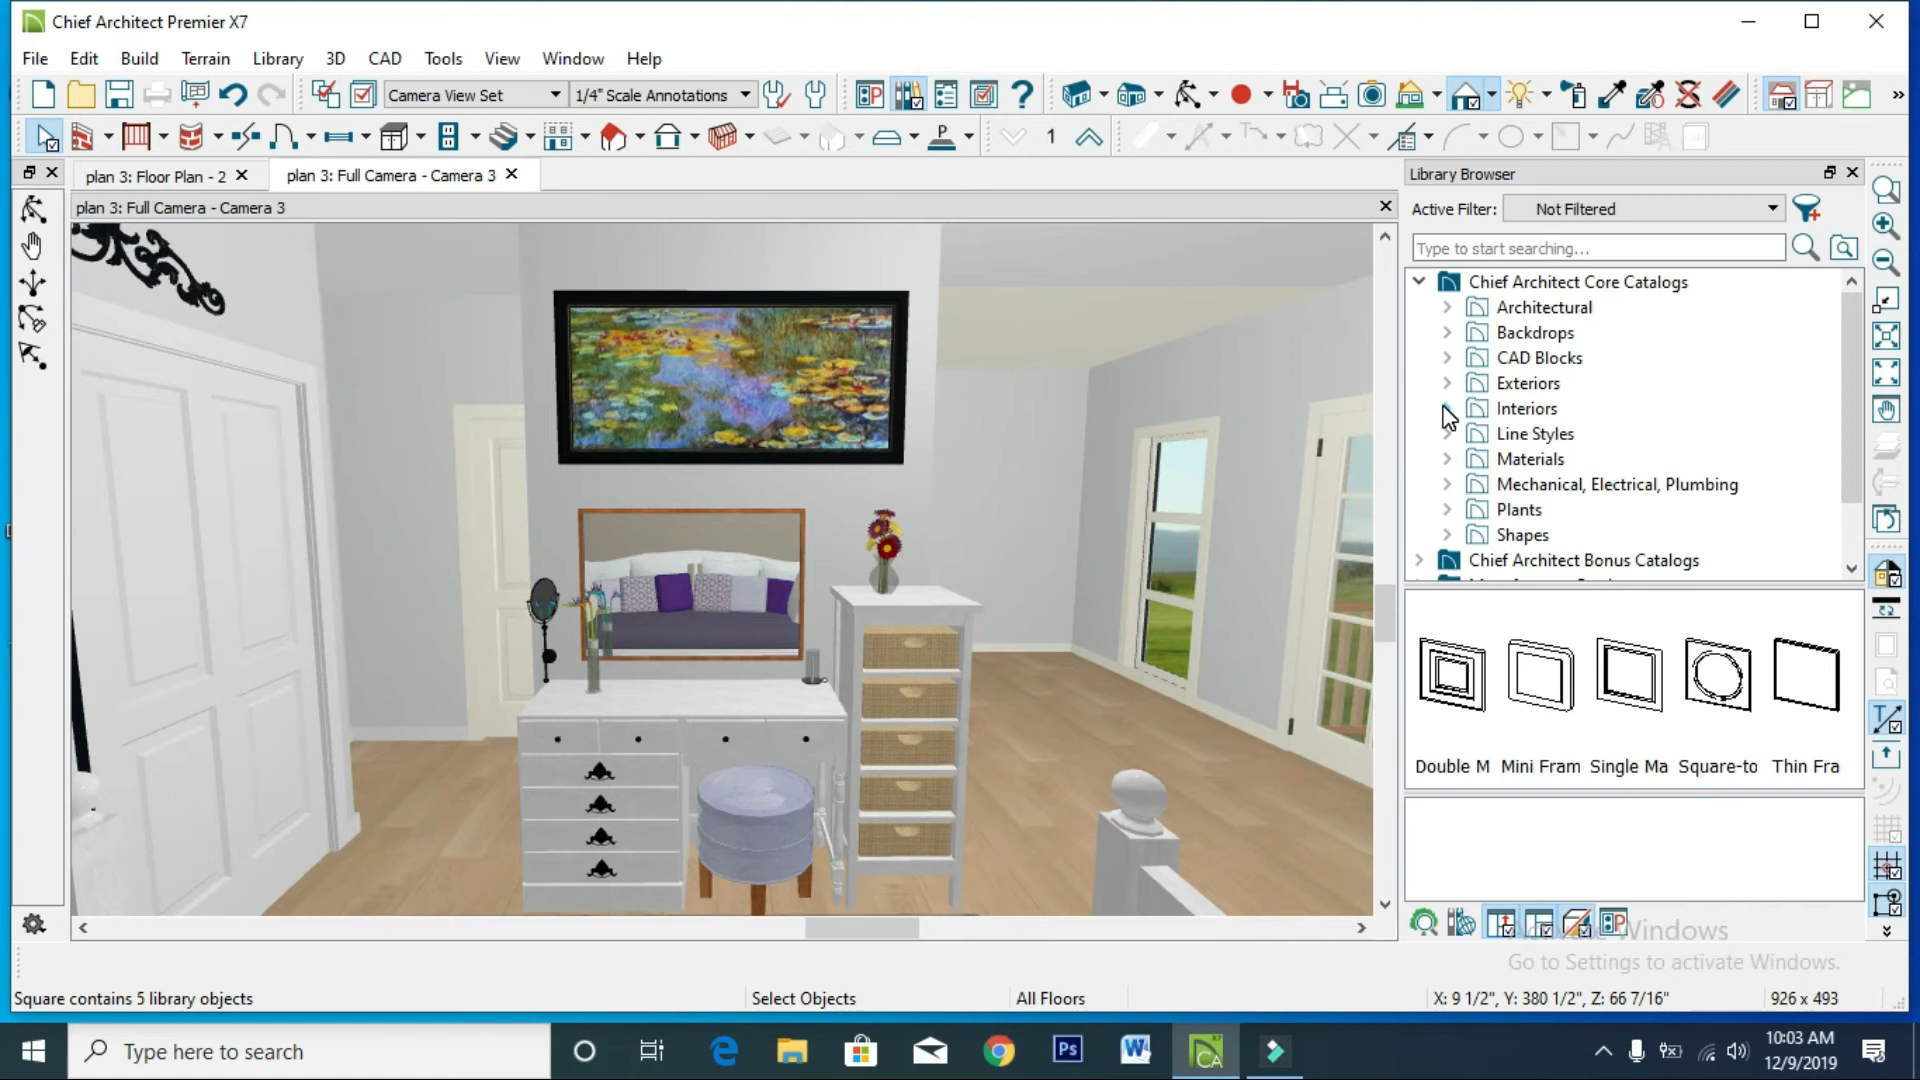 Chief Architect Premier X7
File Edit Build Terrain Library 3D CAD Tools View Window Help
Camera View Set 1/4" Scale Annotations
P 1
plan 3: Floor Plan - 2 plan 3: Full Camera - Camera 3
plan 3: Full Camera - Camera 3
Library Browser
Active Filter: Not Filtered
Type to start searching...
Chief Architect Core Catalogs
Architectural
Backdrops
CAD Blocks
Exteriors
Interiors
Line Styles
Materials
Mechanical, Electrical, Plumbing
Plants
Shapes
Chief Architect Bonus Catalogs
Double M Mini Fram Single Ma Square-to Thin Fra
Activate Windows
Go to Settings to activate Windows.
Square contains 5 library objects Select Objects All Floors X: 9 1/2", Y: 380 1/2", Z: 66 7/16" 926 x 493
Type here to search
Ps
W
X7
CA
10:03 AM
12/9/2019